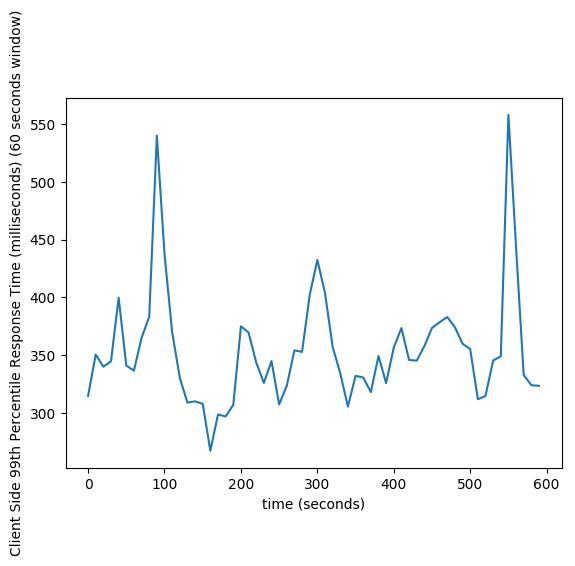 Client Side 99th Percentile Response Time (milliseconds) (60 seconds window)
550
500
450
400
350
300
0 100 200 300 400 500 600
time (seconds)